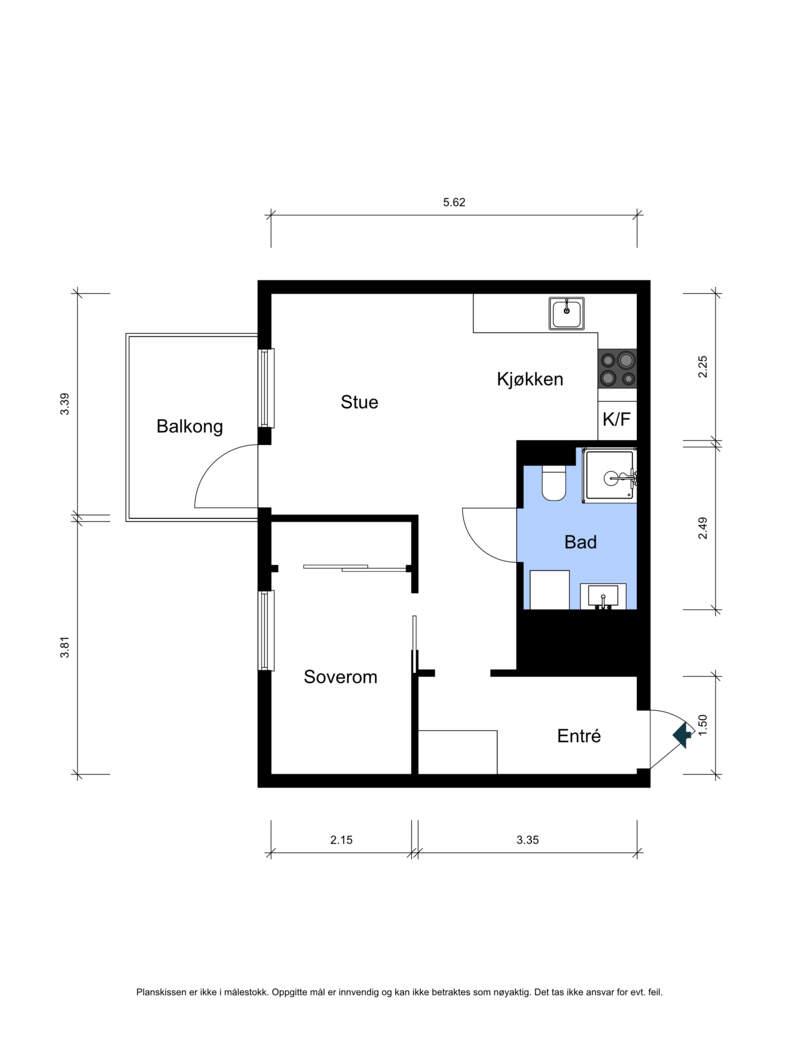 5.62
3.39
2.25
Kjøkken
Stue
K/F
Balkong
2.49
Bad
3.81
Soverom
1.50
Entré
2.15
3.35
Planskissen er ikke i målestokk. Oppgitte mål er innvendig og kan ikke betraktes som nøyaktig. Det tas ikke ansvar for evt. feil.